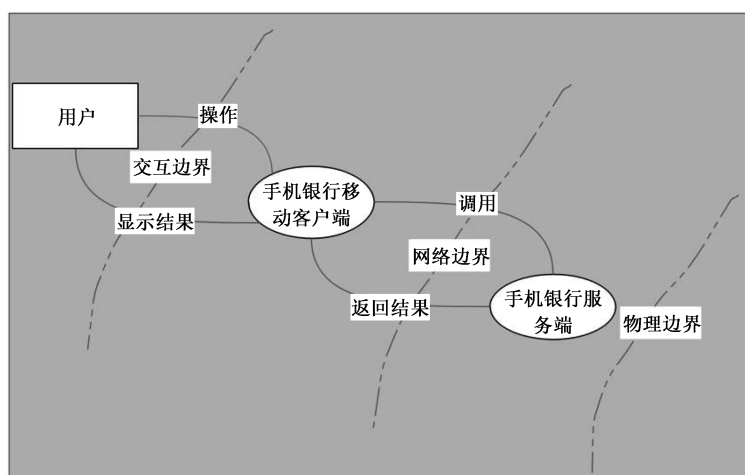 用户
操作
交互边界
显示结果
手机银行移
动客户端
调用
网络边界
返回结果
手机银行服
务端
物理边界